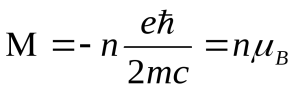 M = - n eħ / 2mc = nμ_B